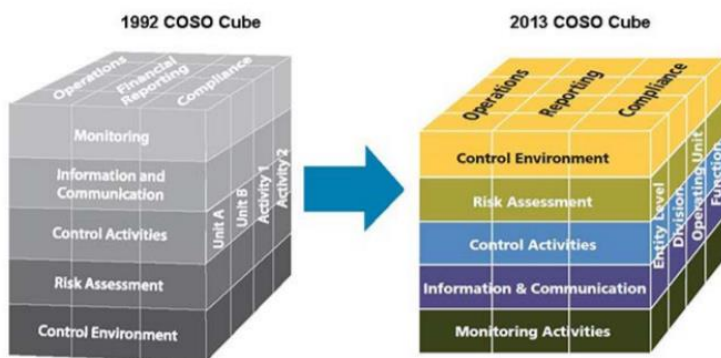 1992 COSO Cube
Operations
Financial
Reporting
Compliance
Monitoring
Information and
Communication
Control Activities
Risk Assessment
Control Environment
Unit A
Unit B
Activity 1
Activity 2
2013 COSO Cube
Operations
Reporting
Compliance
Control Environment
Risk Assessment
Control Activities
Information & Communication
Monitoring Activities
Entity Level
Division
Operating Unit
Function